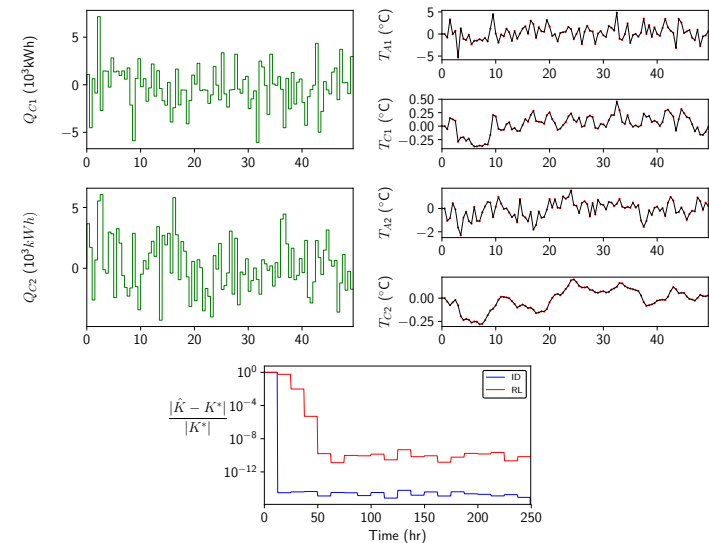 Q_{C1} (10^3kWh)
5
0
−5
0 10 20 30 40
T_{A1} (°C)
5
0
−5
0 10 20 30 40
T_{C1} (°C)
0.50
0.25
0.00
−0.25
0 10 20 30 40
Q_{C2} (10^3kWh)
5
0
0 10 20 30 40
T_{A2} (°C)
0
−2
0 10 20 30 40
T_{C2} (°C)
0.00
−0.25
0 10 20 30 40
|K̂ − K*|
|K*|
10^0
10^{−4}
10^{−8}
10^{−12}
ID
RL
0 50 100 150 200 250
Time (hr)